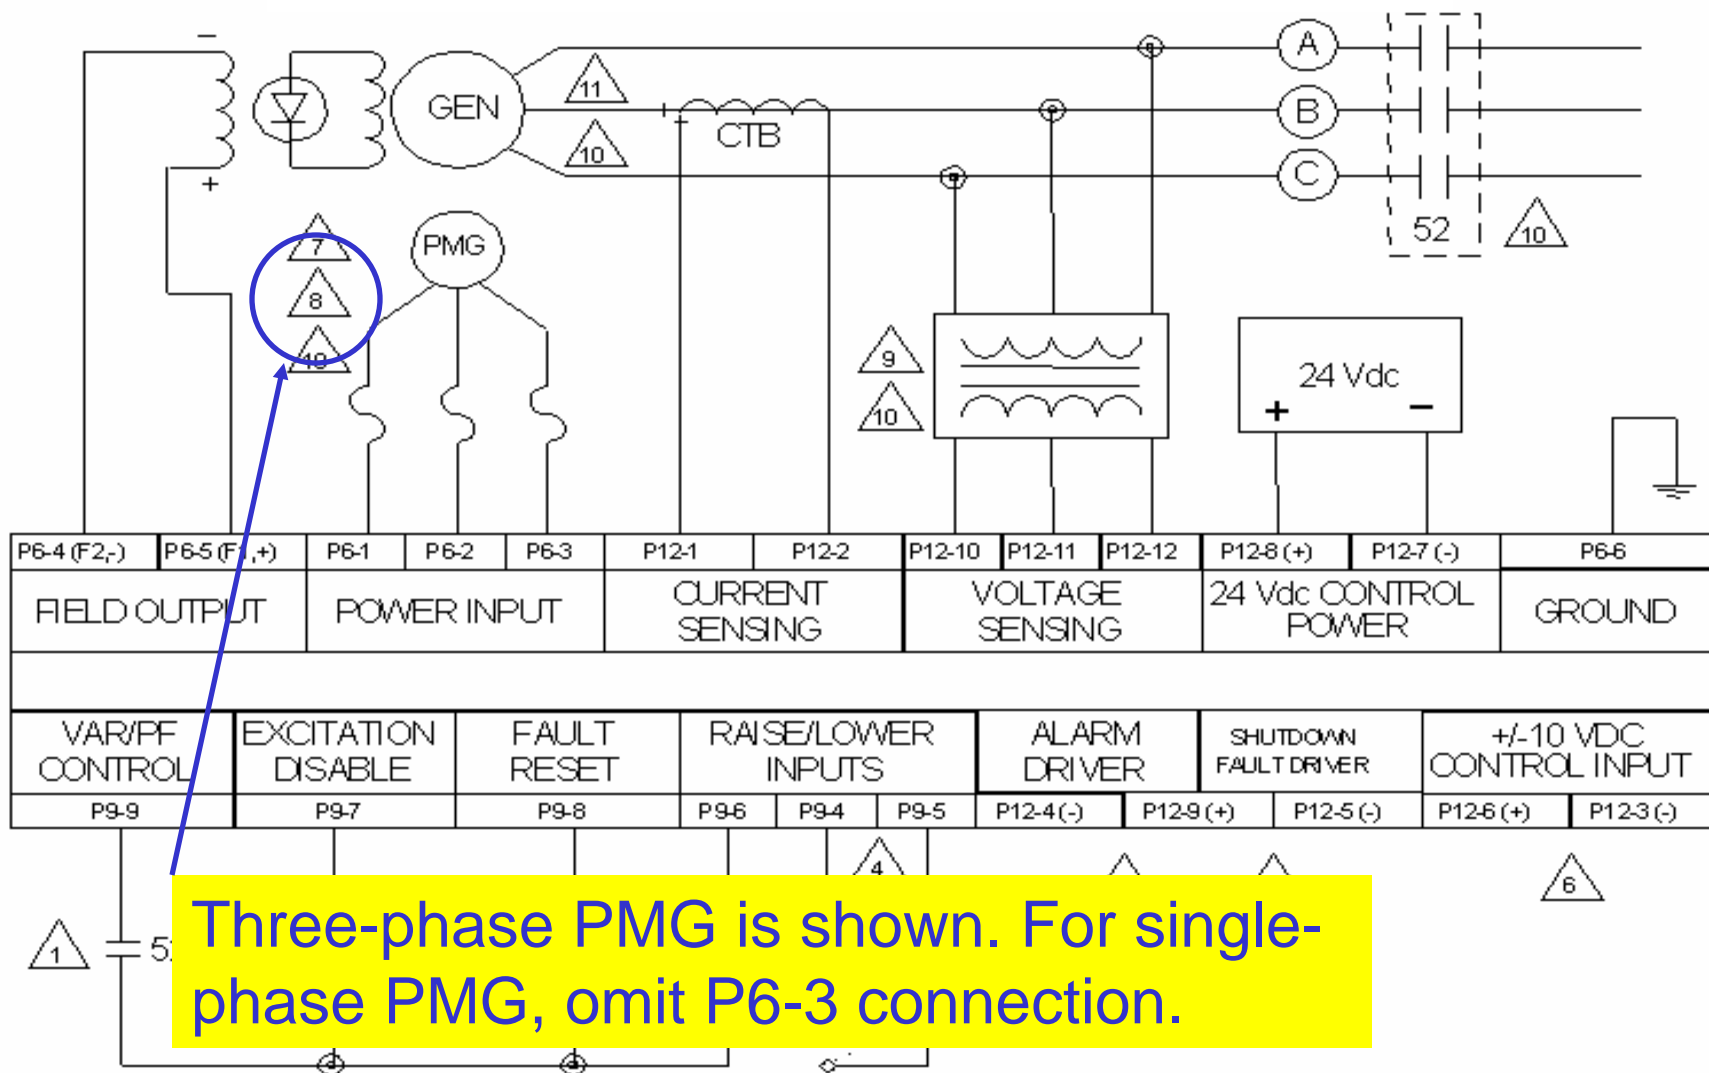 −
+
GEN
11
10
CTB
A
B
C
52
10
7
8
10
PMG
9
10
24 Vdc
+ −
P6-4 (F2,-) P6-5 (F1,+) P6-1 P6-2 P6-3 P12-1 P12-2 P12-10 P12-11 P12-12 P12-8 (+) P12-7 (-) P6-6
FIELD OUTPUT
POWER INPUT
CURRENT
SENSING
VOLTAGE
SENSING
24 Vdc CONTROL
POWER
GROUND
VAR/PF
CONTROL
EXCITATION
DISABLE
FAULT
RESET
RAISE/LOWER
INPUTS
ALARM
DRIVER
SHUTDOWN
FAULT DRIVER
+/-10 VDC
CONTROL INPUT
P9-9 P9-7 P9-8 P9-6 P9-4 P9-5 P12-4 (-) P12-9 (+) P12-5 (-) P12-6 (+) P12-3 (-)
4
6
1
Three-phase PMG is shown. For single-
phase PMG, omit P6-3 connection.